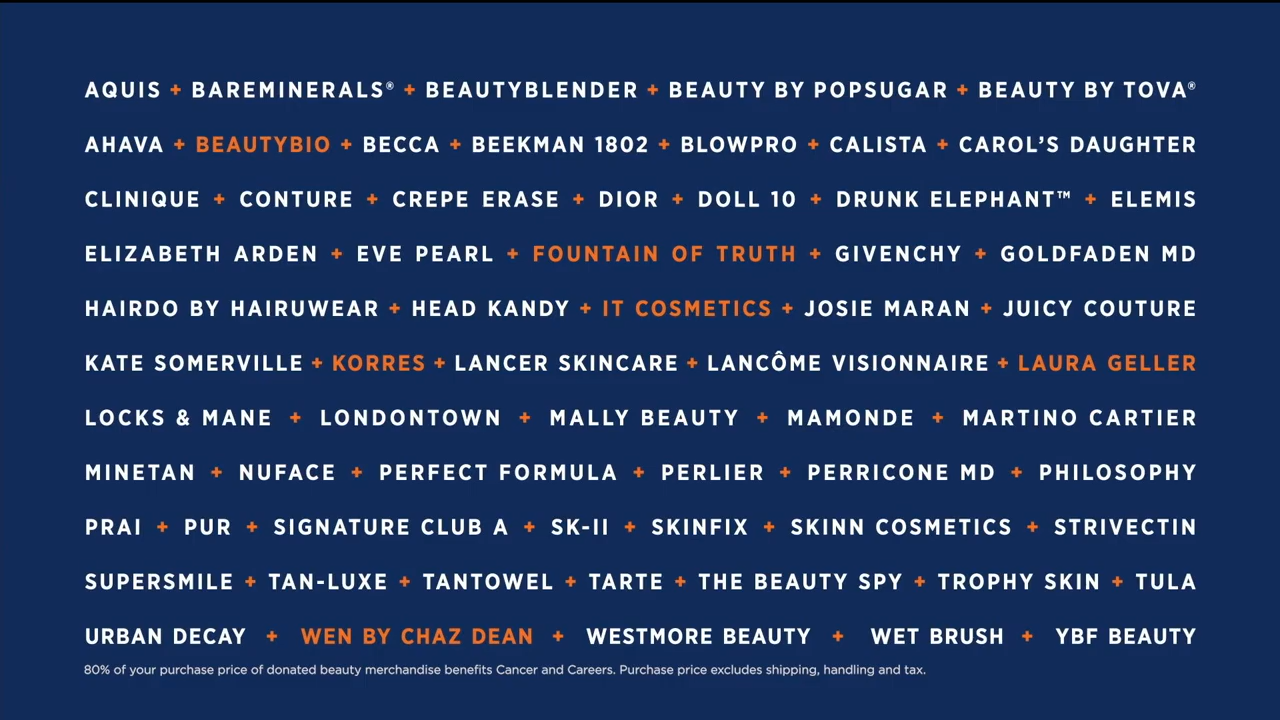 AQUIS + BAREMINERALS® + BEAUTYBLENDER + BEAUTY BY POPSUGAR + BEAUTY BY TOVA®
AHAVA + BEAUTYBIO + BECCA + BEEKMAN 1802 + BLOWPRO + CALISTA + CAROL'S DAUGHTER
CLINIQUE + CONTURE + CREPE ERASE + DIOR + DOLL 10 + DRUNK ELEPHANT™ + ELEMIS
ELIZABETH ARDEN + EVE PEARL + FOUNTAIN OF TRUTH + GIVENCHY + GOLDFADEN MD
HAIRDO BY HAIRUWEAR + HEAD KANDY + IT COSMETICS + JOSIE MARAN + JUICY COUTURE
KATE SOMERVILLE + KORRES + LANCER SKINCARE + LANCÔME VISIONNAIRE + LAURA GELLER
LOCKS & MANE + LONDONTOWN + MALLY BEAUTY + MAMONDE + MARTINO CARTIER
MINETAN + NUFACE + PERFECT FORMULA + PERLIER + PERRICONE MD + PHILOSOPHY
PRAI + PUR + SIGNATURE CLUB A + SK-II + SKINFIX + SKINN COSMETICS + STRIVECTIN
SUPERSMILE + TAN-LUXE + TANTOWEL + TARTE + THE BEAUTY SPY + TROPHY SKIN + TULA
URBAN DECAY + WEN BY CHAZ DEAN + WESTMORE BEAUTY + WET BRUSH + YBF BEAUTY
80% of your purchase price of donated beauty merchandise benefits Cancer and Careers. Purchase price excludes shipping, handling and tax.